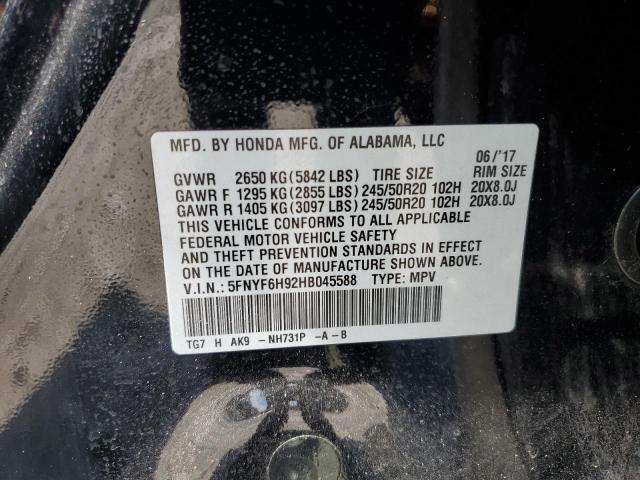 MFD. BY HONDA MFG. OF ALABAMA, LLC
06/'17
GVWR 2650 KG(5842 LBS) TIRE SIZE RIM SIZE
GAWR F 1295 KG(2855 LBS)245/50R20 102H 20X8.0J
GAWR R 1405 KG(3097 LBS)245/50R20 102H 20X8.0J
THIS VEHICLE CONFORMS TO ALL APPLICABLE
FEDERAL MOTOR VEHICLE SAFETY
AND THEFT PREVENTION STANDARDS IN EFFECT
ON THE DATE OF MANUFACTURE SHOWN ABOVE.
V.I.N.: 5FNYF6H92HB045588 TYPE: MPV
TG7 H AK9 -NH731P -A-B